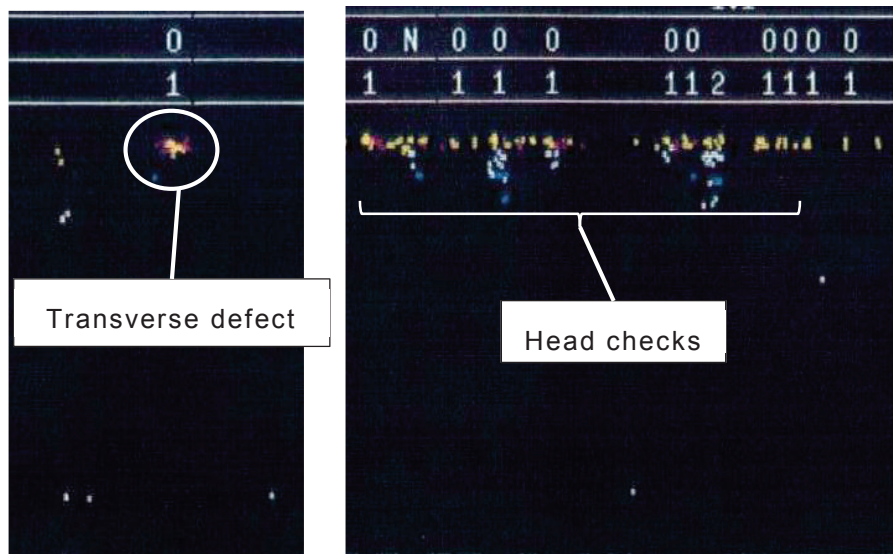 0
1
Transverse defect
0 N 0 0 0 00 000 0
1 1 1 1 112 111 1
Head checks